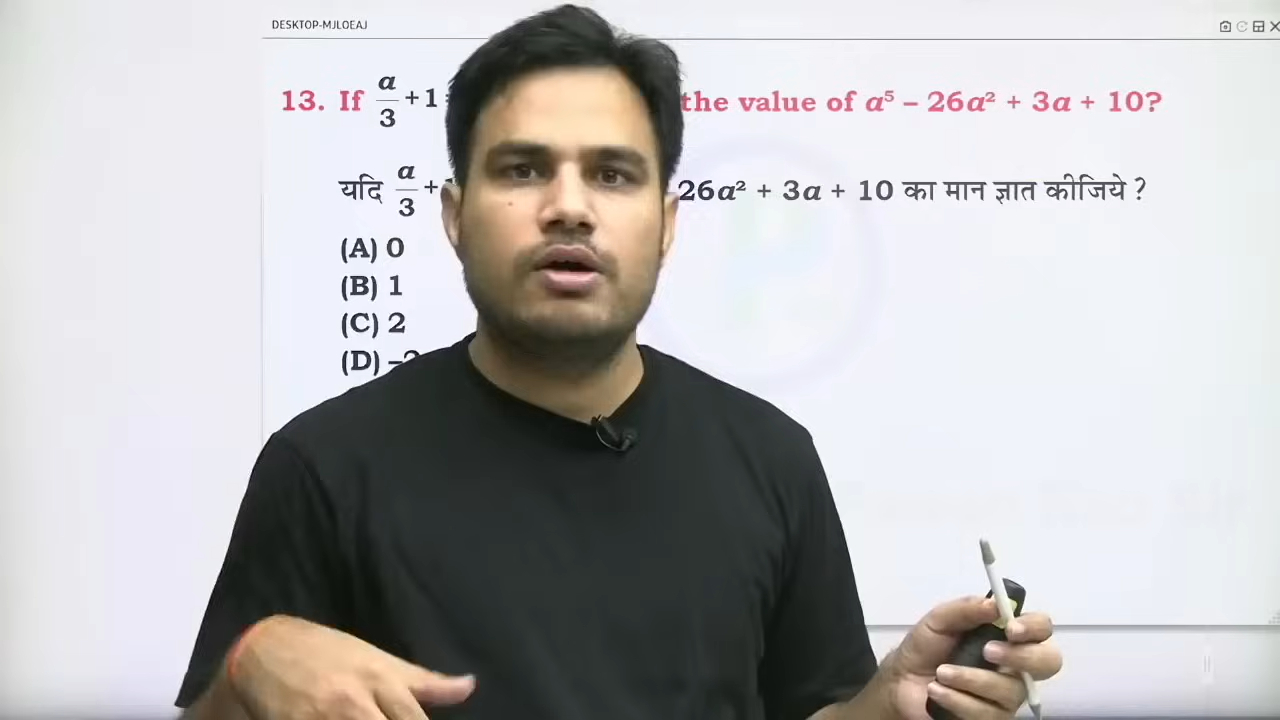 DESKTOP-MJLOEAJ
13. If a/3 + 1 the value of a⁵ – 26a² + 3a + 10?
यदि a/3 + 26a² + 3a + 10 का मान ज्ञात कीजिये ?
(A) 0
(B) 1
(C) 2
(D)